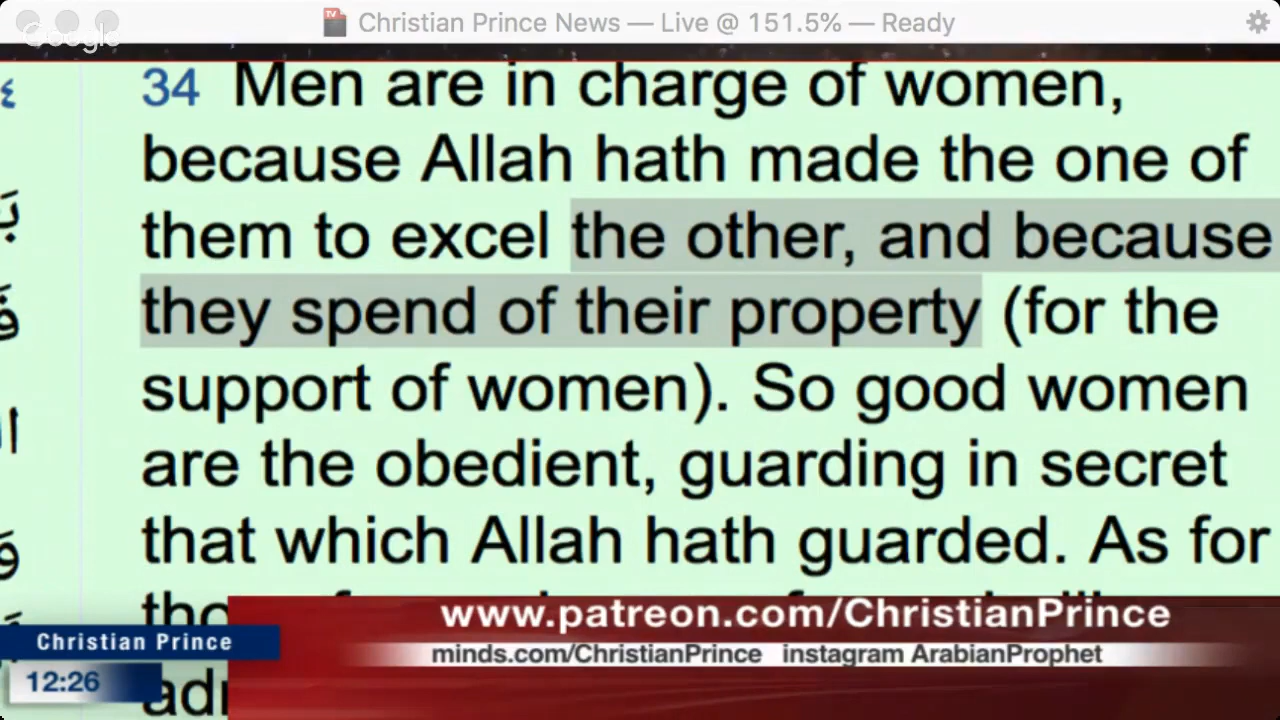 Christian Prince News — Live @ 151.5% — Ready
Google
34 Men are in charge of women,
because Allah hath made the one of
them to excel the other, and because
they spend of their property (for the
support of women). So good women
are the obedient, guarding in secret
that which Allah hath guarded. As for
www.patreon.com/ChristianPrince
minds.com/ChristianPrince instagram ArabianProphet
Christian Prince
12:26